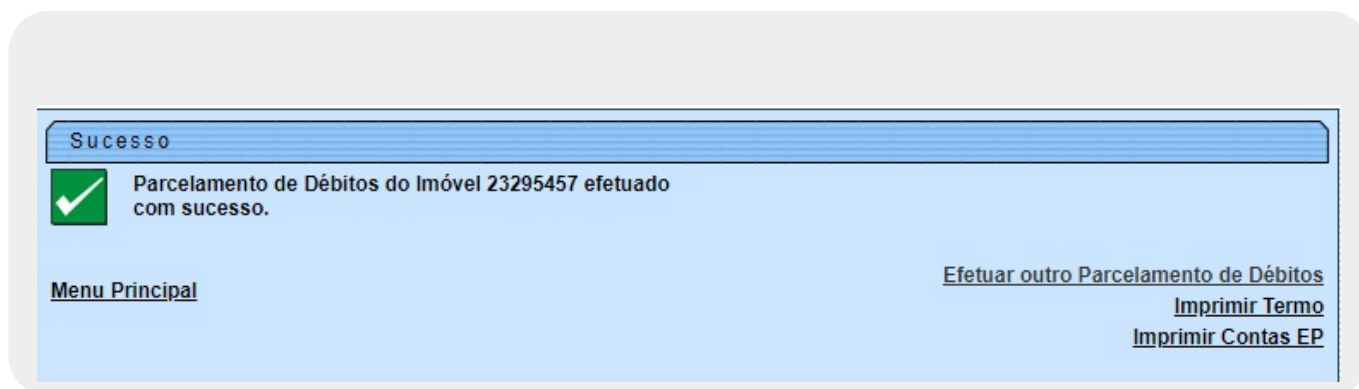 Sucesso
Parcelamento de Débitos do Imóvel 23295457 efetuado
com sucesso.
Menu Principal
Efetuar outro Parcelamento de Débitos
Imprimir Termo
Imprimir Contas EP